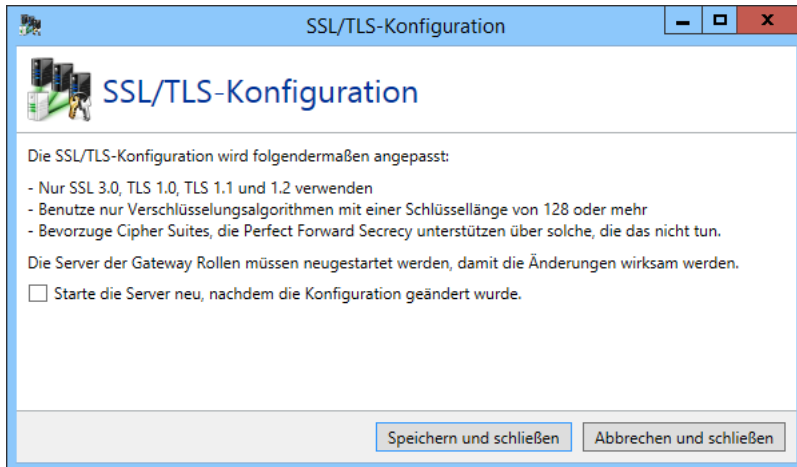 SSL/TLS-Konfiguration
SSL/TLS-Konfiguration
Die SSL/TLS-Konfiguration wird folgendermaßen angepasst:
- Nur SSL 3.0, TLS 1.0, TLS 1.1 und 1.2 verwenden
- Benutze nur Verschlüsselungsalgorithmen mit einer Schlüssellänge von 128 oder mehr
- Bevorzuge Cipher Suites, die Perfect Forward Secrecy unterstützen über solche, die das nicht tun.
Die Server der Gateway Rollen müssen neugestartet werden, damit die Änderungen wirksam werden.
Starte die Server neu, nachdem die Konfiguration geändert wurde.
Speichern und schließen Abbrechen und schließen